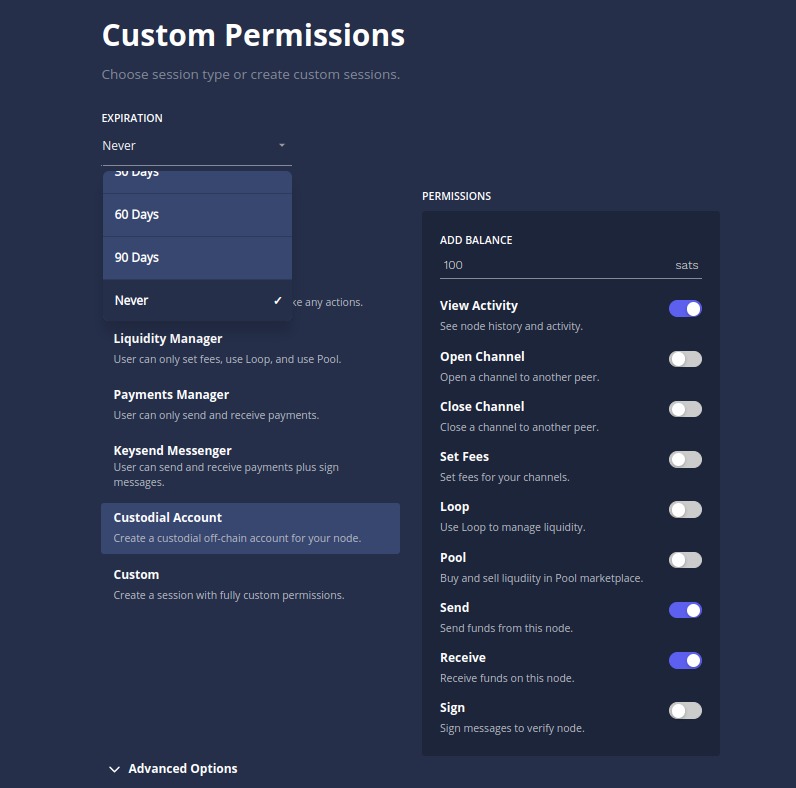 Custom Permissions
Choose session type or create custom sessions.
EXPIRATION
Never
30 Days
60 Days
90 Days
Never
ke any actions.
Liquidity Manager
User can only set fees, use Loop, and use Pool.
Payments Manager
User can only send and receive payments.
Keysend Messenger
User can send and receive payments plus sign
messages.
Custodial Account
Create a custodial off-chain account for your node.
Custom
Create a session with fully custom permissions.
PERMISSIONS
ADD BALANCE
100 sats
View Activity
See node history and activity.
Open Channel
Open a channel to another peer.
Close Channel
Close a channel to another peer.
Set Fees
Set fees for your channels.
Loop
Use Loop to manage liquidity.
Pool
Buy and sell liqudiity in Pool marketplace.
Send
Send funds from this node.
Receive
Receive funds on this node.
Sign
Sign messages to verify node.
Advanced Options